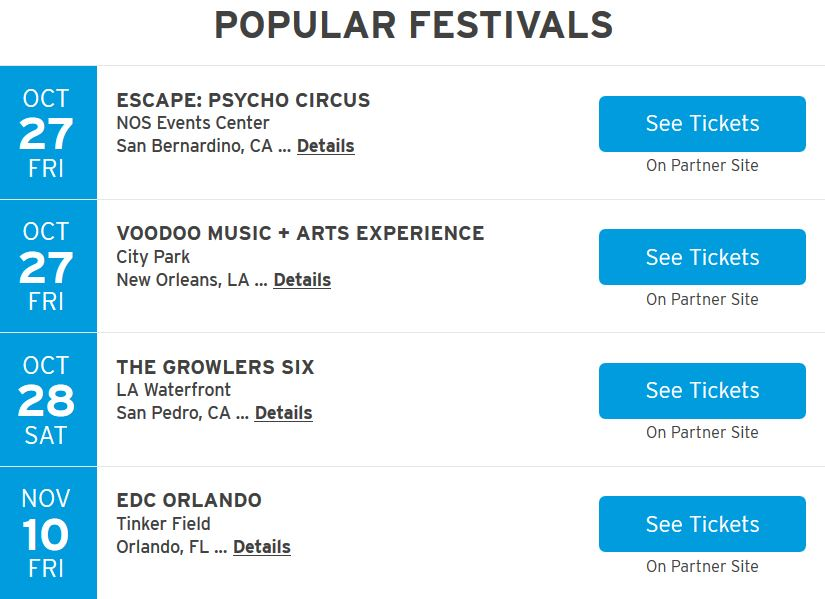 POPULAR FESTIVALS
OCT
27
FRI
ESCAPE: PSYCHO CIRCUS
NOS Events Center
San Bernardino, CA ... Details
See Tickets
On Partner Site
OCT
27
FRI
VOODOO MUSIC + ARTS EXPERIENCE
City Park
New Orleans, LA ... Details
See Tickets
On Partner Site
OCT
28
SAT
THE GROWLERS SIX
LA Waterfront
San Pedro, CA ... Details
See Tickets
On Partner Site
NOV
10
FRI
EDC ORLANDO
Tinker Field
Orlando, FL ... Details
See Tickets
On Partner Site